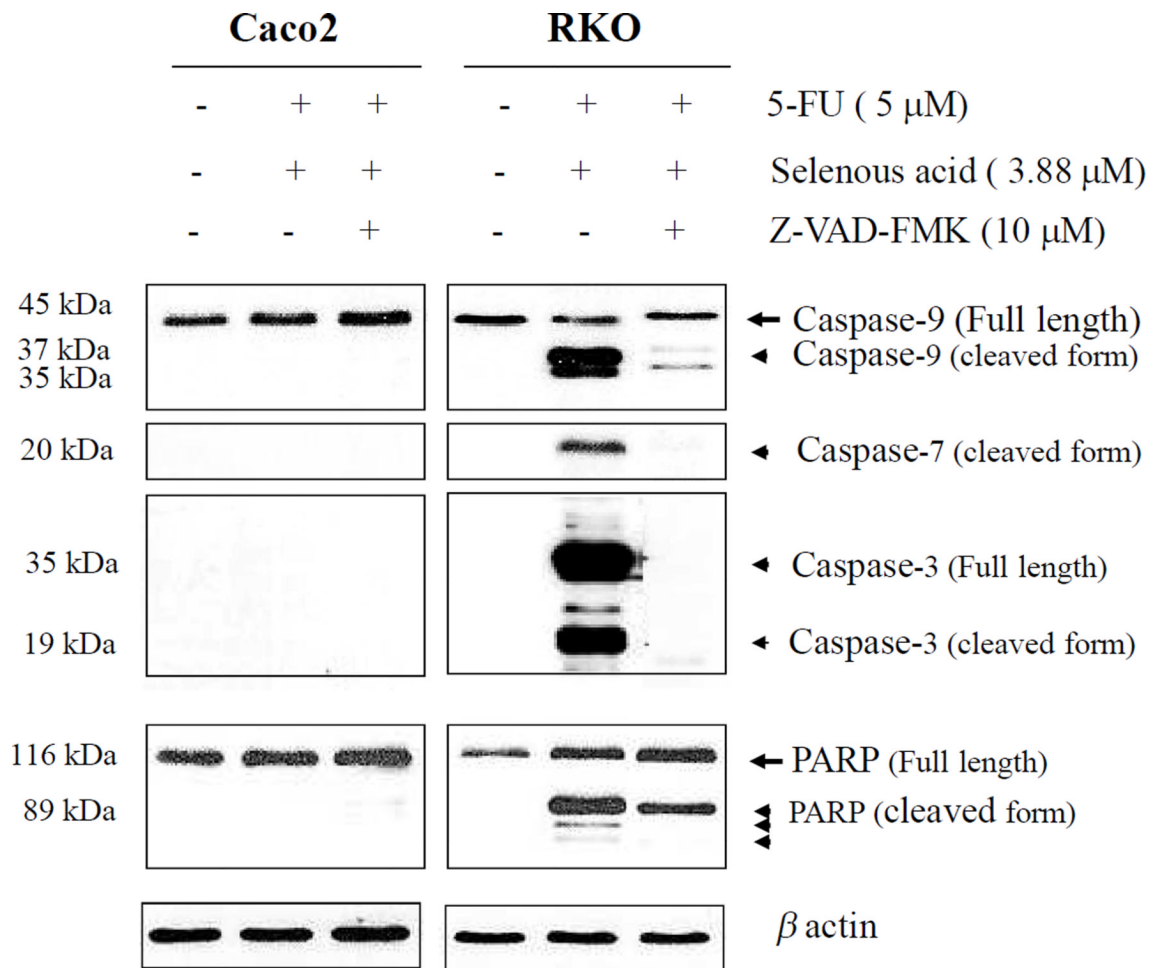 Caco2 RKO
- + + - + + 5-FU ( 5 μM)
- + + - + + Selenous acid ( 3.88 μM)
- - + - - + Z-VAD-FMK (10 μM)
45 kDa Caspase-9 (Full length)
37 kDa Caspase-9 (cleaved form)
35 kDa
20 kDa Caspase-7 (cleaved form)
35 kDa Caspase-3 (Full length)
19 kDa Caspase-3 (cleaved form)
116 kDa PARP (Full length)
89 kDa PARP (cleaved form)
β actin